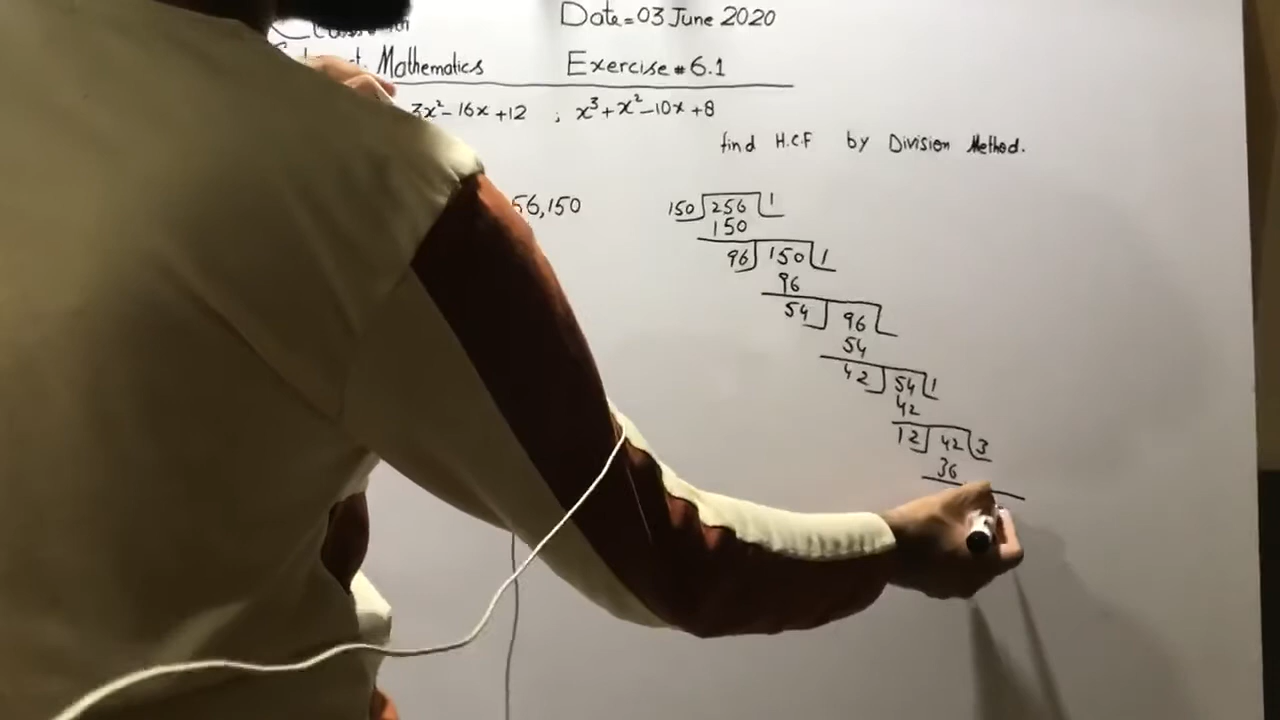 Date = 03 June 2020
Mathematics Exercise # 6.1
3x² - 16x + 12 ; x³ + x² - 10x + 8
find H.C.F by Division Method.
56,150
150 256 1
150
96 150 1
96
54 96
54
42 54 1
42
12 42 3
36